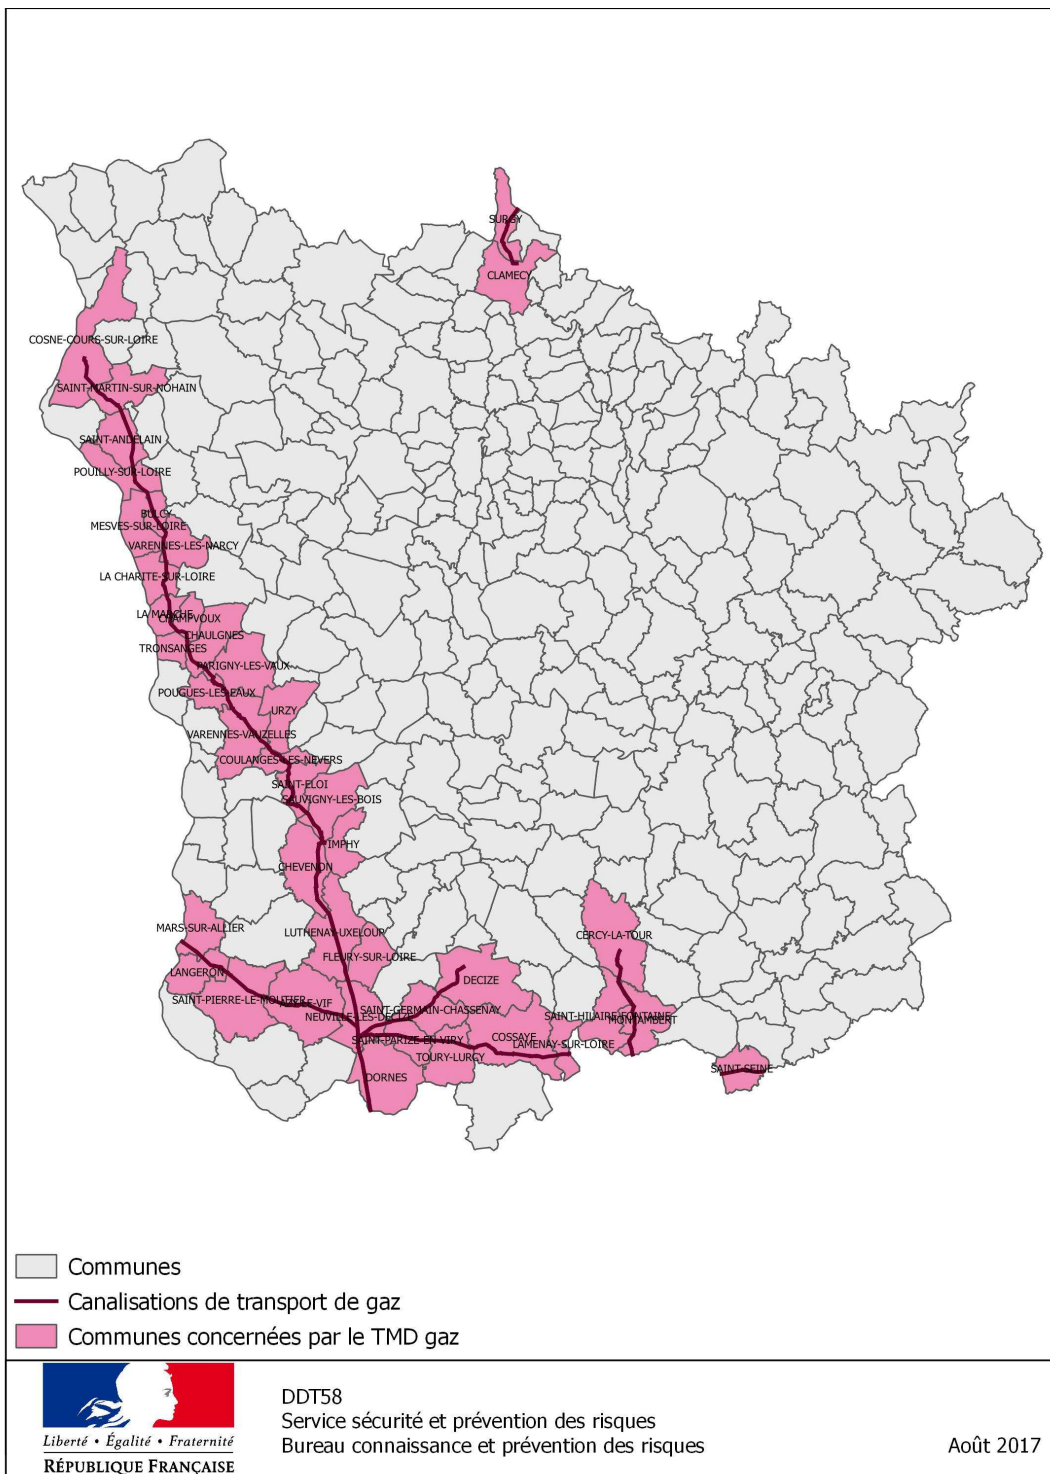 SURGY
CLAMECY
COSNE-COURS-SUR-LOIRE
SAINT-MARTIN-SUR-NOHAIN
SAINT-ANDELAIN
POUILLY-SUR-LOIRE
BULCY
MESVES-SUR-LOIRE
VARENNES-LES-NARCY
LA CHARITE-SUR-LOIRE
LA MARCHE
CHAMPVOUX
CHAULGNES
TRONSANGES
PARIGNY-LES-VAUX
POUGUES-LES-EAUX
URZY
VARENNES-VAUZELLES
COULANGES-LES-NEVERS
SAINT-ELOI
SAUVIGNY-LES-BOIS
IMPHY
CHEVENON
MARS-SUR-ALLIER
LUTHENAY-UXELOUP
CERCY-LA-TOUR
FLEURY-SUR-LOIRE
LANGERON
DECIZE
SAINT-PIERRE-LE-MOUTIER
AZY-LE-VIF
SAINT-GERMAIN-CHASSENAY
NEUVILLE-LES-DECIZE
SAINT-HILAIRE-FONTAINE
MONTAMBERT
SAINT-PARIZE-EN-VIRY
COSSAYE
LAMENAY-SUR-LOIRE
TOURY-LURCY
SAINT-SEINE
DORNES
Communes
Canalisations de transport de gaz
Communes concernées par le TMD gaz
Liberté • Égalité • Fraternité
RÉPUBLIQUE FRANÇAISE
DDT58
Service sécurité et prévention des risques
Bureau connaissance et prévention des risques
Août 2017